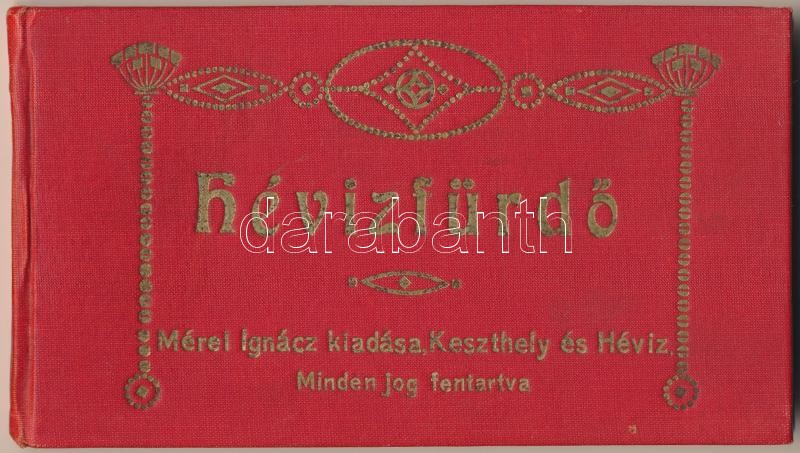 Hévizfürdő
darabanth
Mérei Ignácz kiadása, Keszthely és Héviz.
Minden jog fentartva